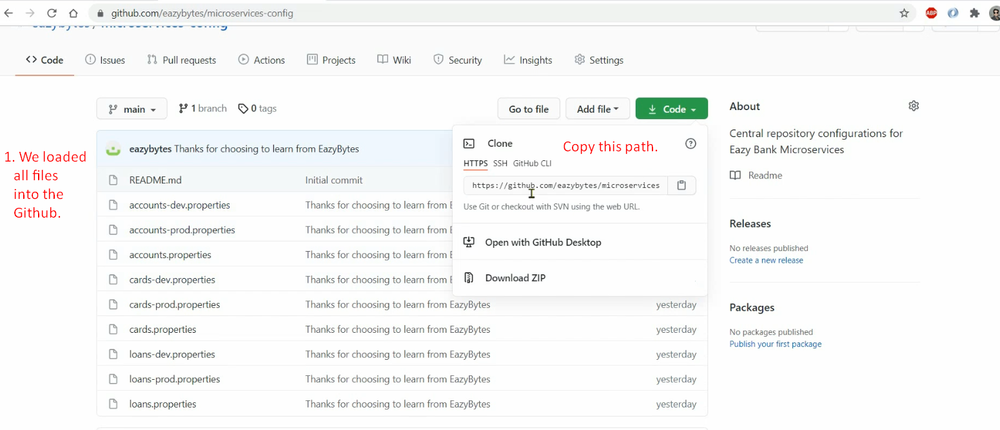 github.com/eazybytes/microservices-config
eazybytes / microservices-config
Code Issues Pull requests Actions Projects Wiki Security Insights Settings
main 1 branch 0 tags Go to file Add file Code
1. We loaded
all files
into the
Github.
eazybytes Thanks for choosing to learn from EazyBytes
README.md Initial commit
accounts-dev.properties Thanks for choosing to learn from E
accounts-prod.properties Thanks for choosing to learn from E
accounts.properties Thanks for choosing to learn from E
cards-dev.properties Thanks for choosing to learn from E
cards-prod.properties Thanks for choosing to learn from EazyBytes yesterday
cards.properties Thanks for choosing to learn from EazyBytes yesterday
loans-dev.properties Thanks for choosing to learn from EazyBytes yesterday
loans-prod.properties Thanks for choosing to learn from EazyBytes yesterday
loans.properties Thanks for choosing to learn from EazyBytes yesterday
Clone
Copy this path.
HTTPS SSH GitHub CLI
https://github.com/eazybytes/microservices
Use Git or checkout with SVN using the web URL.
Open with GitHub Desktop
Download ZIP
About
Central repository configurations for
Eazy Bank Microservices
Readme
Releases
No releases published
Create a new release
Packages
No packages published
Publish your first package
ABP